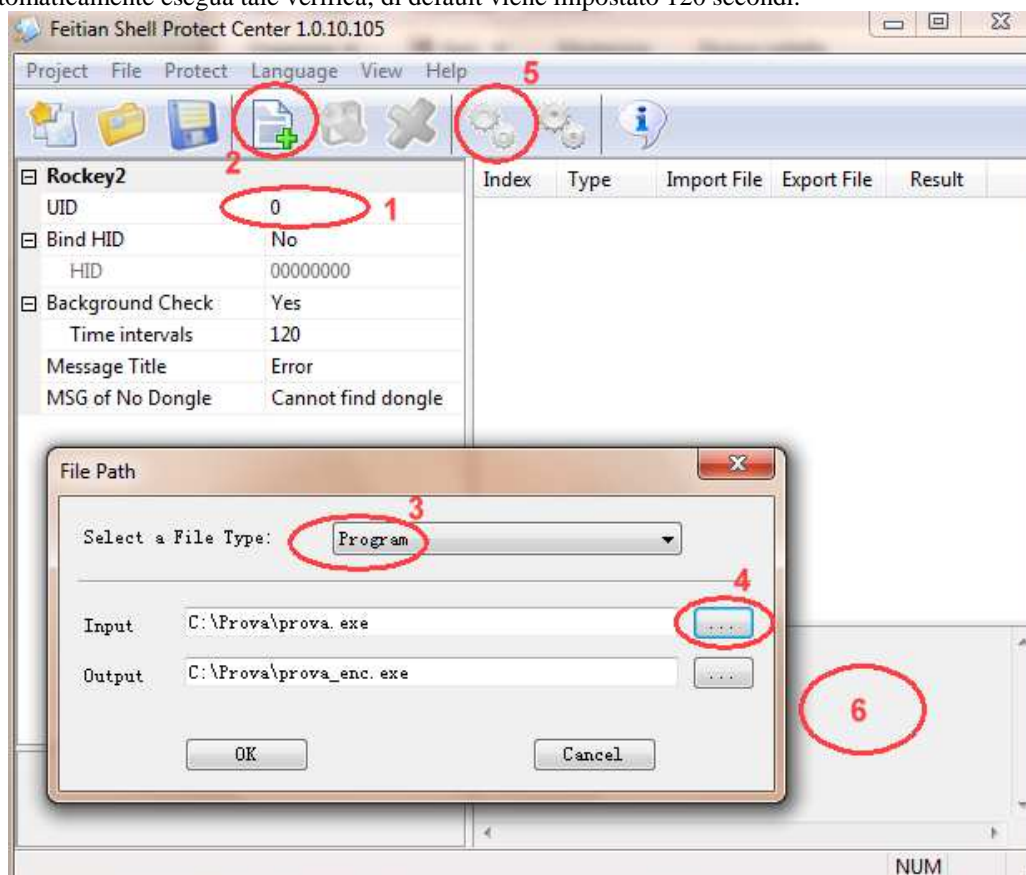 tomaticamente esegua tale verifica, di default viene impostato 120 secondi.
Feitian Shell Protect Center 1.0.10.105
Project File Protect Language View Help
5
2
Rockey2
UID 0
1
Bind HID No
HID 00000000
Background Check Yes
Time intervals 120
Message Title Error
MSG of No Dongle Cannot find dongle
Index Type Import File Export File Result
File Path
3
Select a File Type: Program
4
Input C:\Prova\prova.exe ...
Output C:\Prova\prova_enc.exe ...
OK Cancel
6
NUM